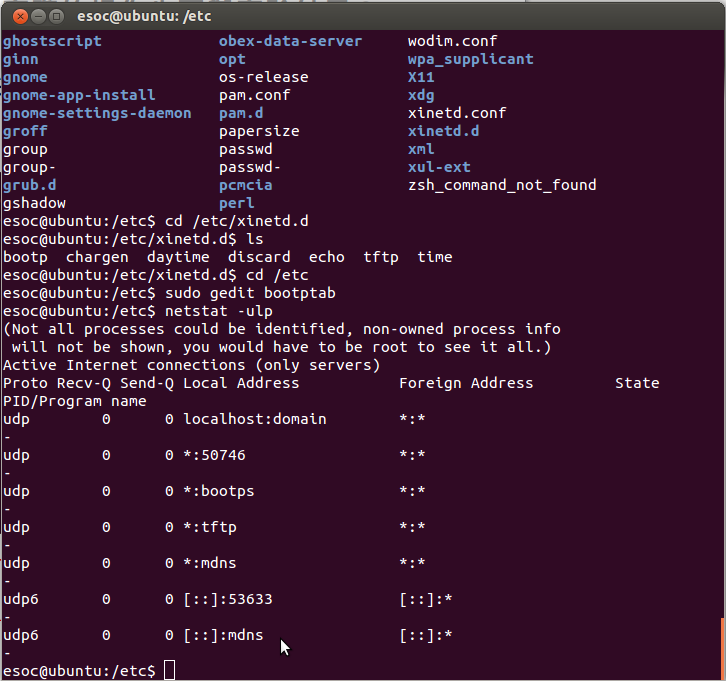 esoc@ubuntu: /etc
ghostscript obex-data-server wodim.conf
ginn opt wpa_supplicant
gnome os-release X11
gnome-app-install pam.conf xdg
gnome-settings-daemon pam.d xinetd.conf
groff papersize xinetd.d
group passwd xml
group- passwd- xul-ext
grub.d pcmcia zsh_command_not_found
gshadow perl
esoc@ubuntu:/etc$ cd /etc/xinetd.d
esoc@ubuntu:/etc/xinetd.d$ ls
bootp chargen daytime discard echo tftp time
esoc@ubuntu:/etc/xinetd.d$ cd /etc
esoc@ubuntu:/etc$ sudo gedit bootptab
esoc@ubuntu:/etc$ netstat -ulp
(Not all processes could be identified, non-owned process info
 will not be shown, you would have to be root to see it all.)
Active Internet connections (only servers)
Proto Recv-Q Send-Q Local Address Foreign Address State
PID/Program name
udp 0 0 localhost:domain *:*
-
udp 0 0 *:50746 *:*
-
udp 0 0 *:bootps *:*
-
udp 0 0 *:tftp *:*
-
udp 0 0 *:mdns *:*
-
udp6 0 0 [::]:53633 [::]:*
-
udp6 0 0 [::]:mdns [::]:*
-
esoc@ubuntu:/etc$